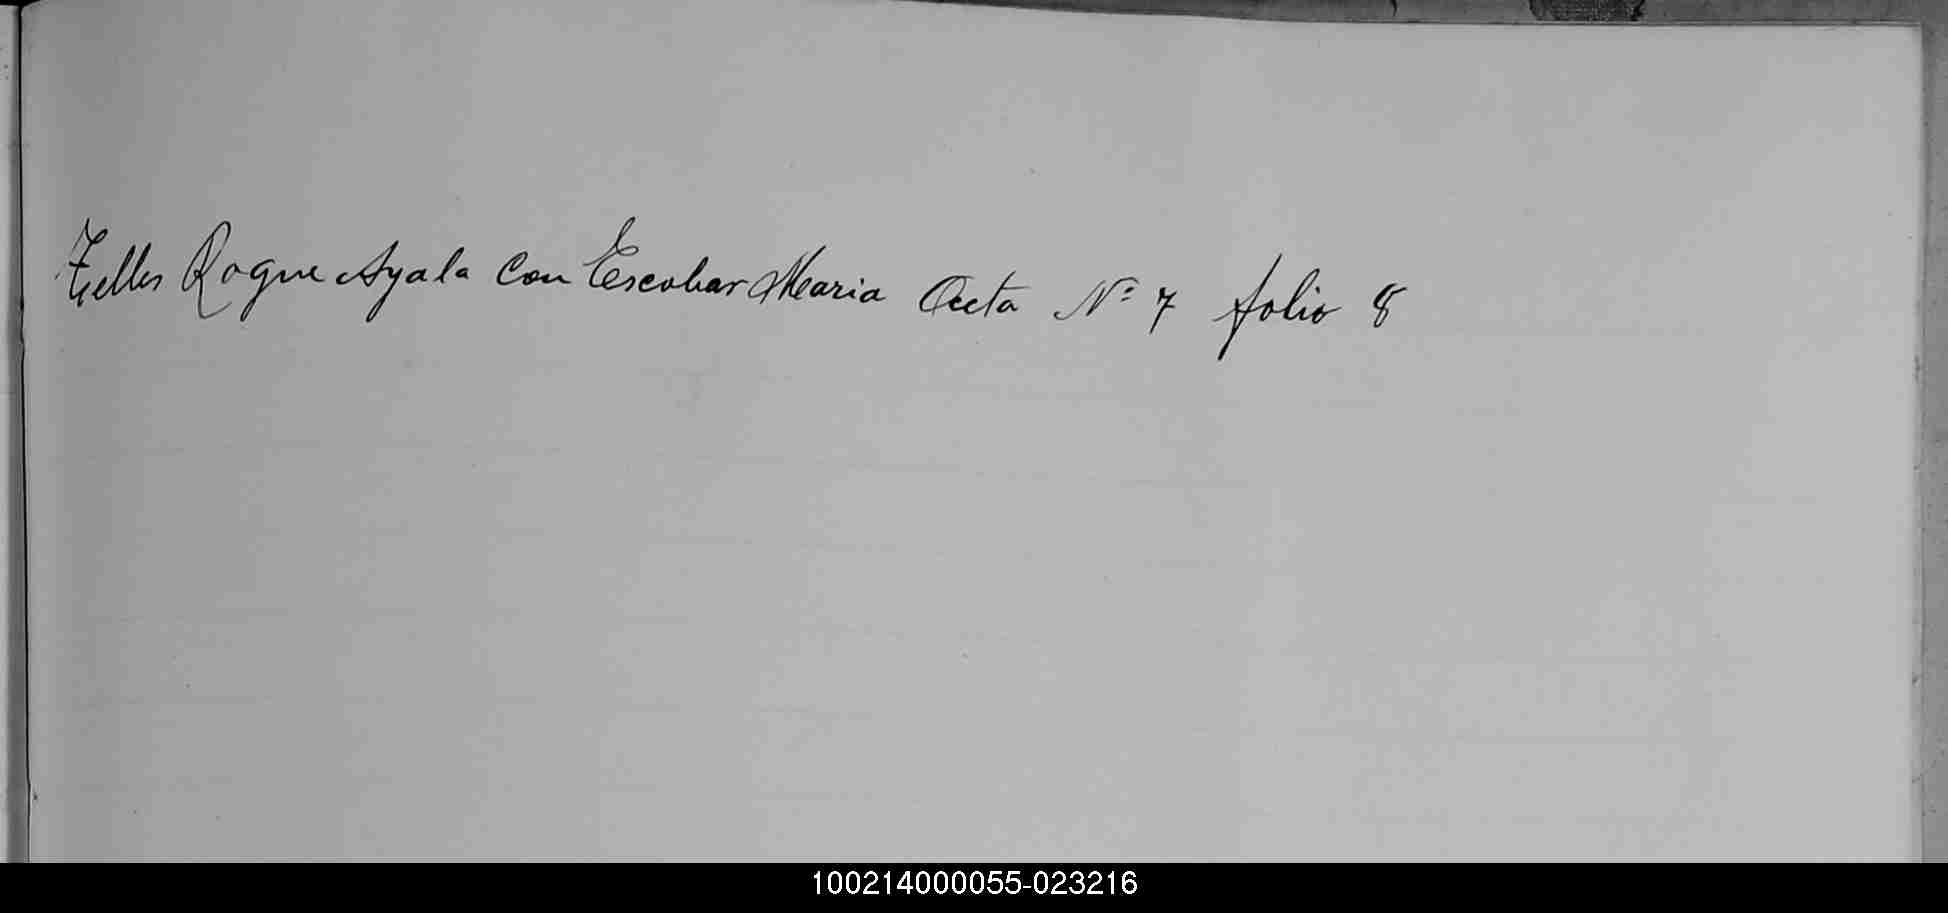 Telles Roque Ayala con Escobar Maria Acta Nº 7 folio 8
100214000055-023216